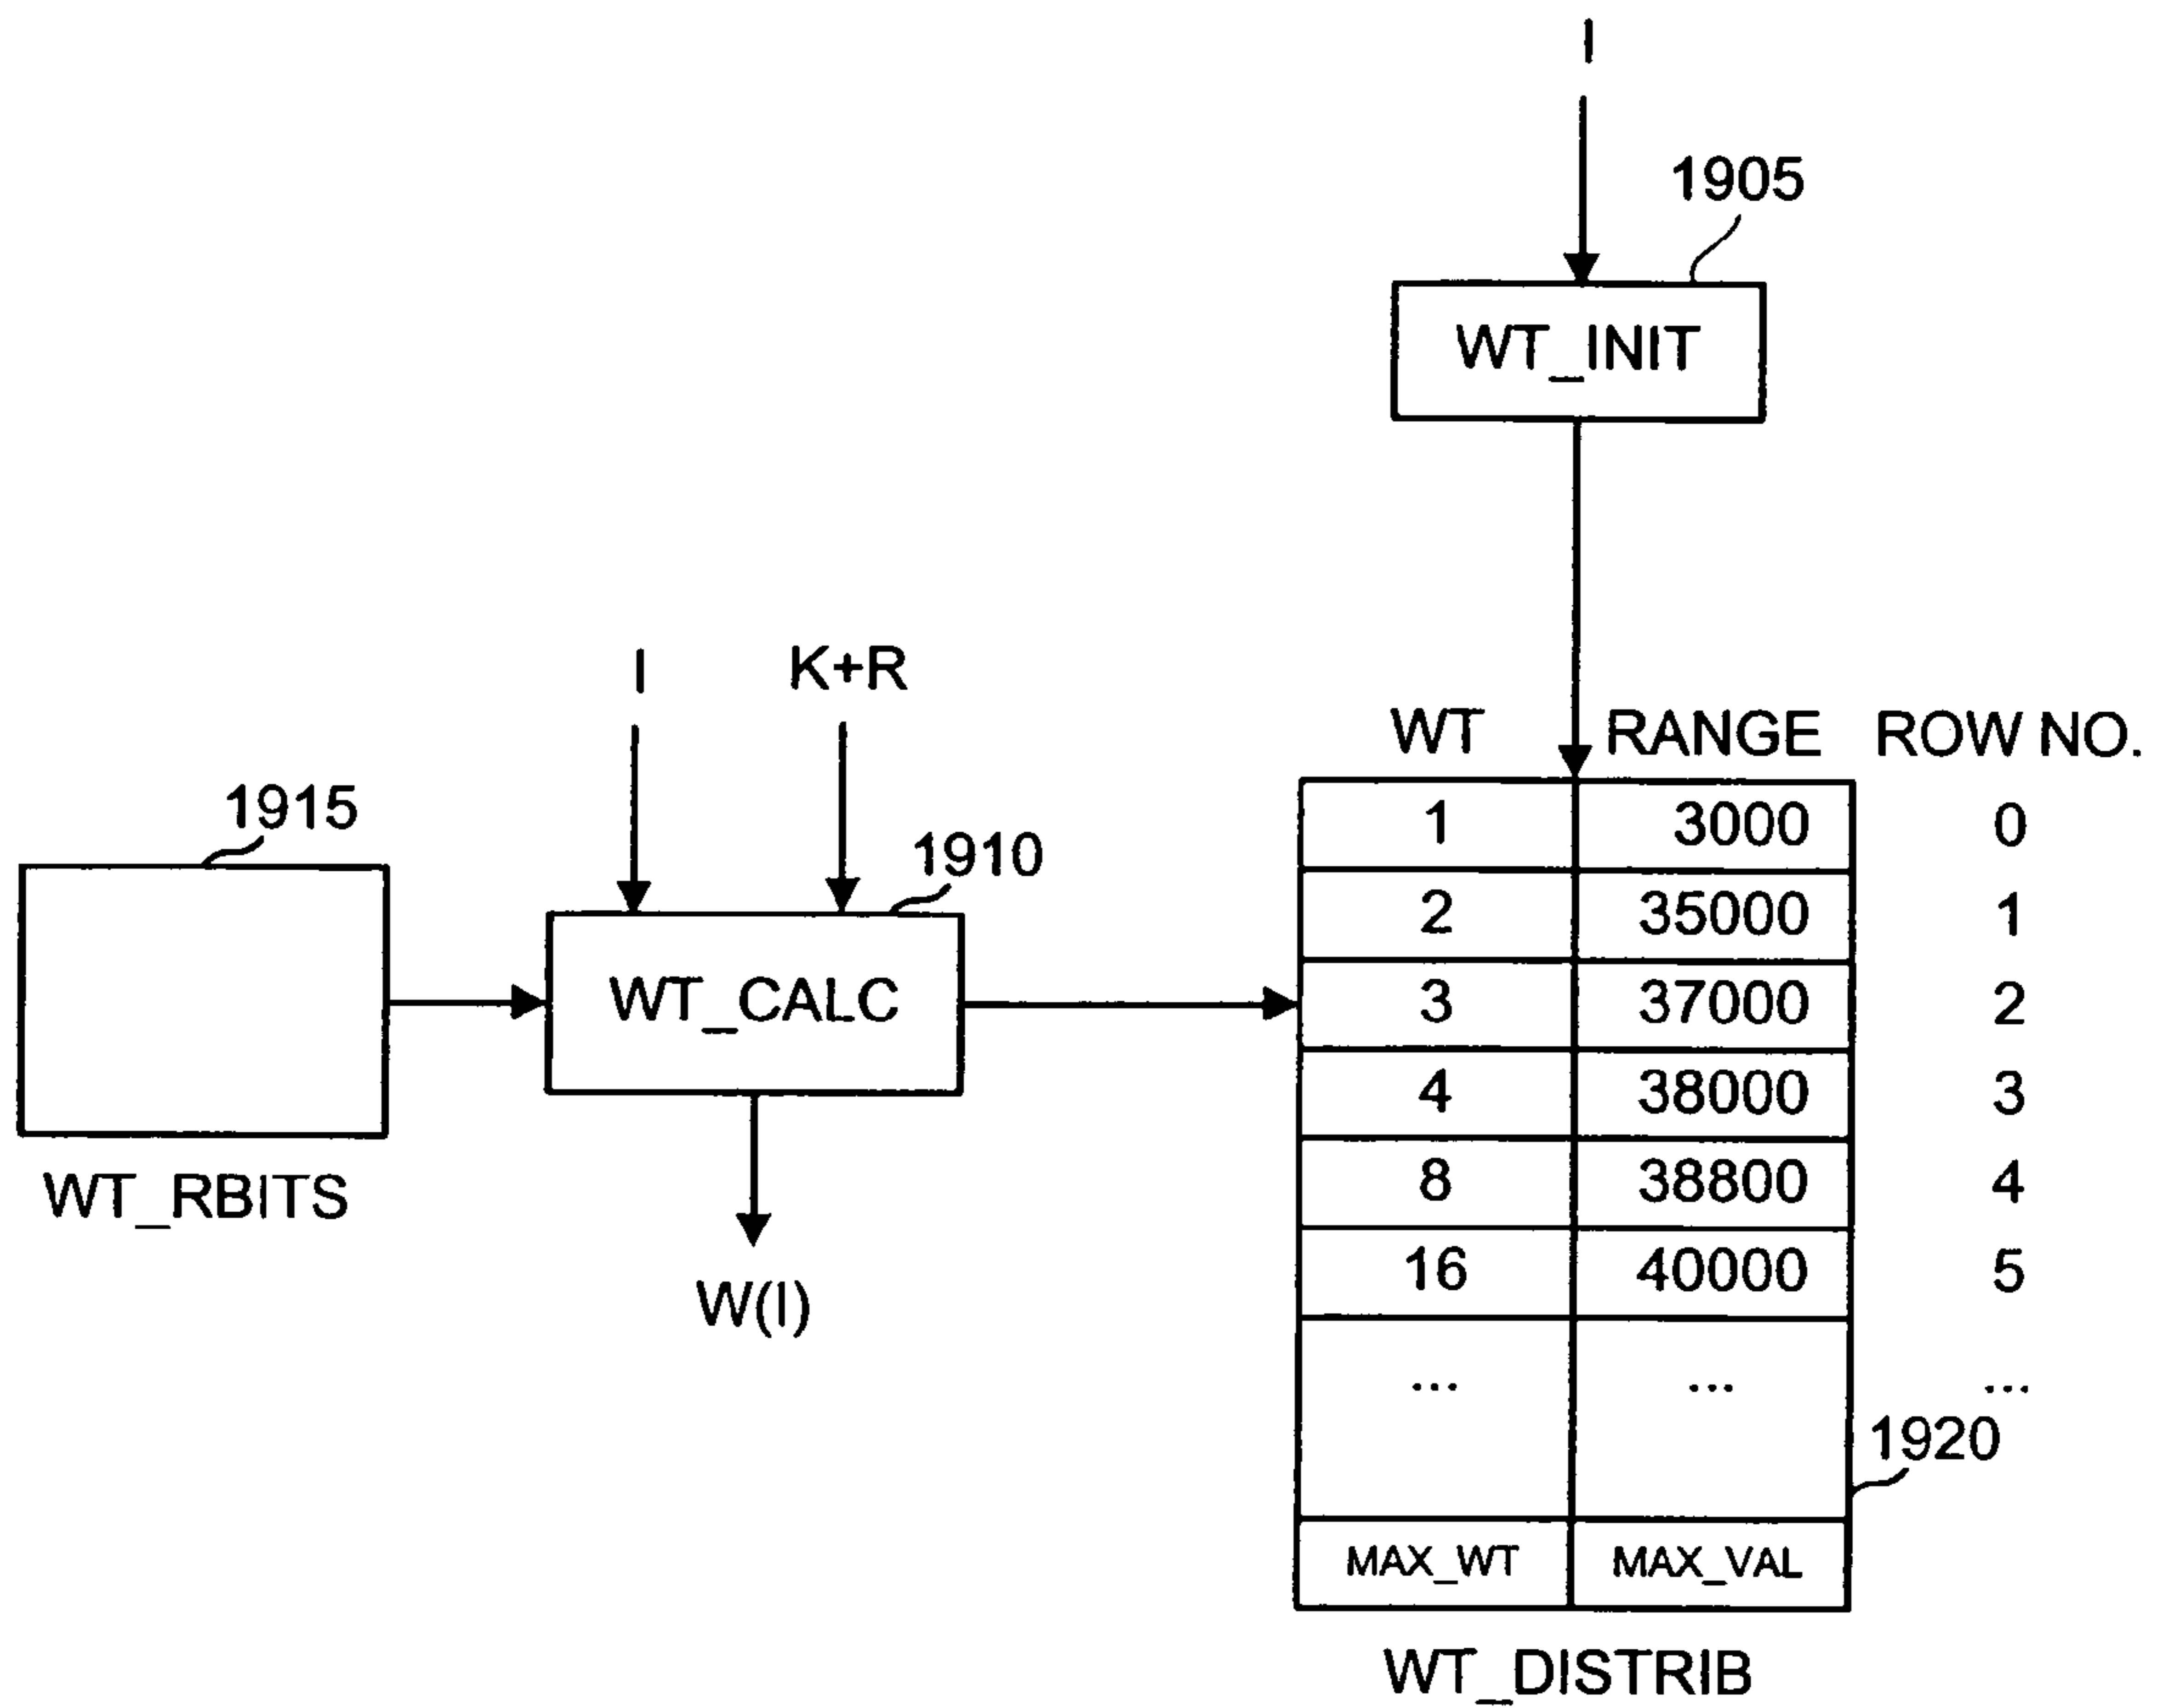 I
1905
WT_INIT
I
K+R
WT RANGE ROW NO.
1915
1910
1 3000 0
2 35000 1
WT_CALC
3 37000 2
4 38000 3
WT_RBITS
8 38800 4
W(I)
16 40000 5
... ... ...
1920
MAX_WT MAX_VAL
WT_DISTRIB